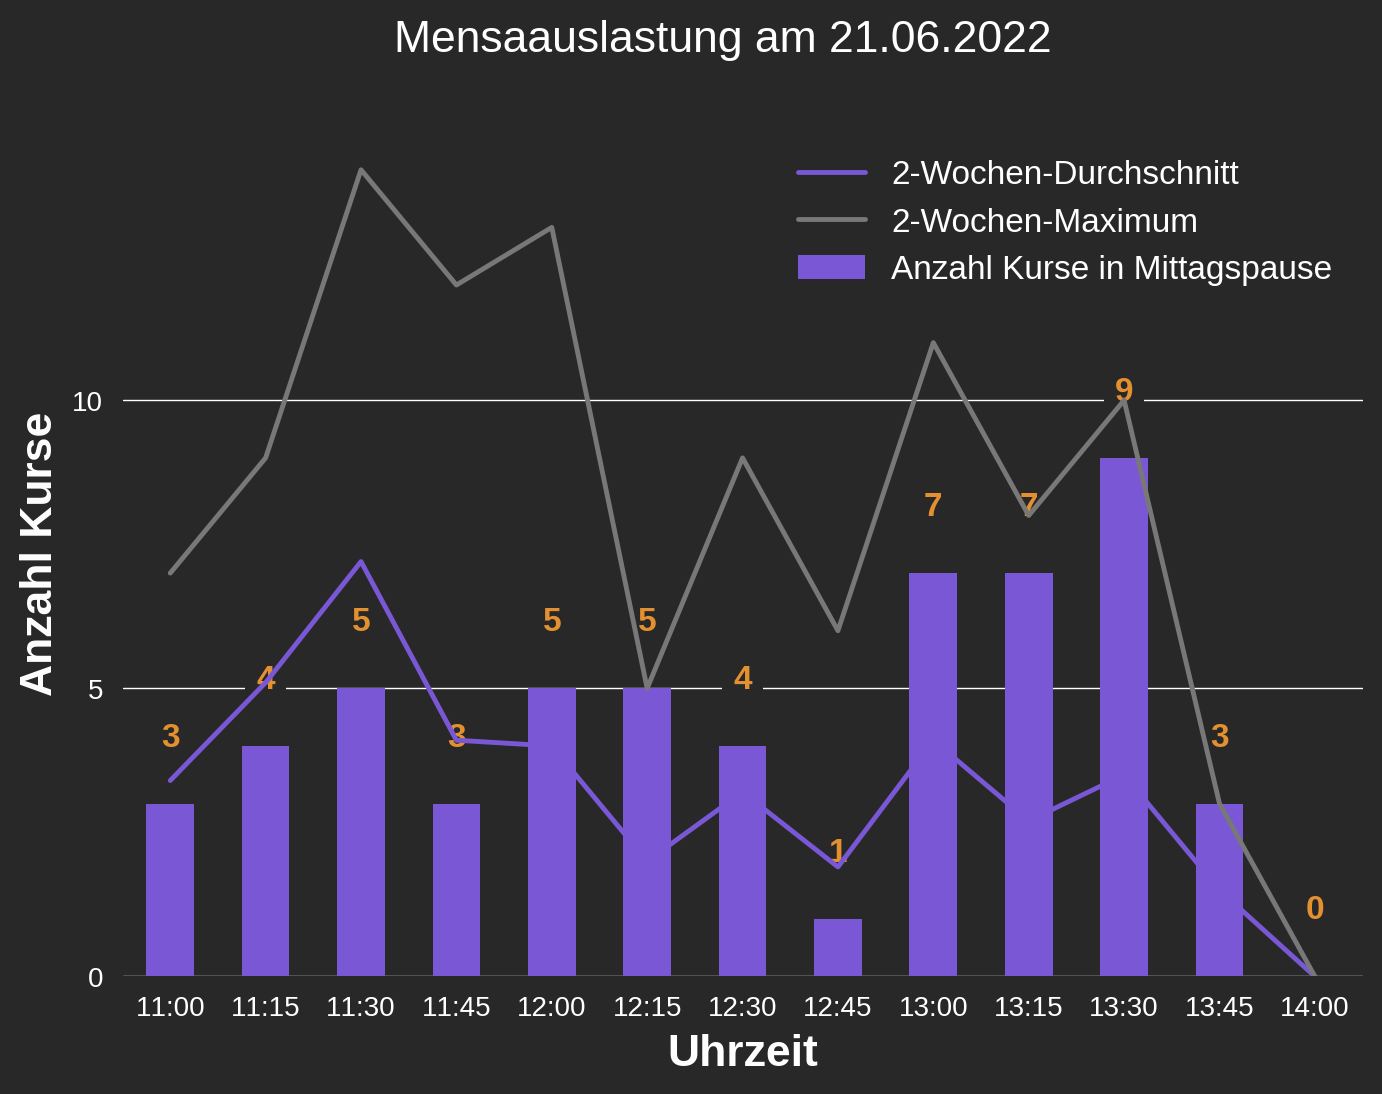 Mensaauslastung am 21.06.2022
2-Wochen-Durchschnitt
2-Wochen-Maximum
Anzahl Kurse in Mittagspause
Anzahl Kurse
10
5
0
3
4
5
3
5
5
4
1
7
7
9
3
0
11:00 11:15 11:30 11:45 12:00 12:15 12:30 12:45 13:00 13:15 13:30 13:45 14:00
Uhrzeit